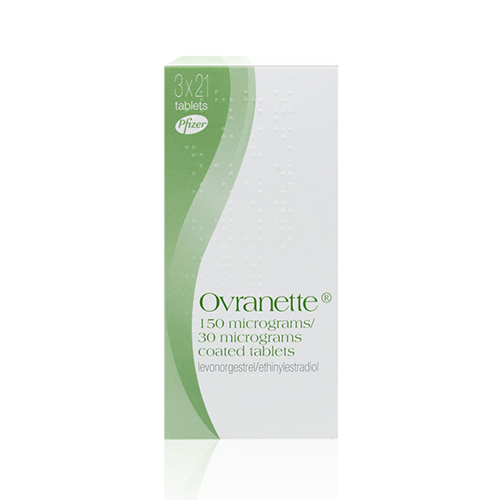 3x21
tablets
Pfizer
Ovranette®
150 micrograms/
30 micrograms
coated tablets
levonorgestrel/ethinylestradiol